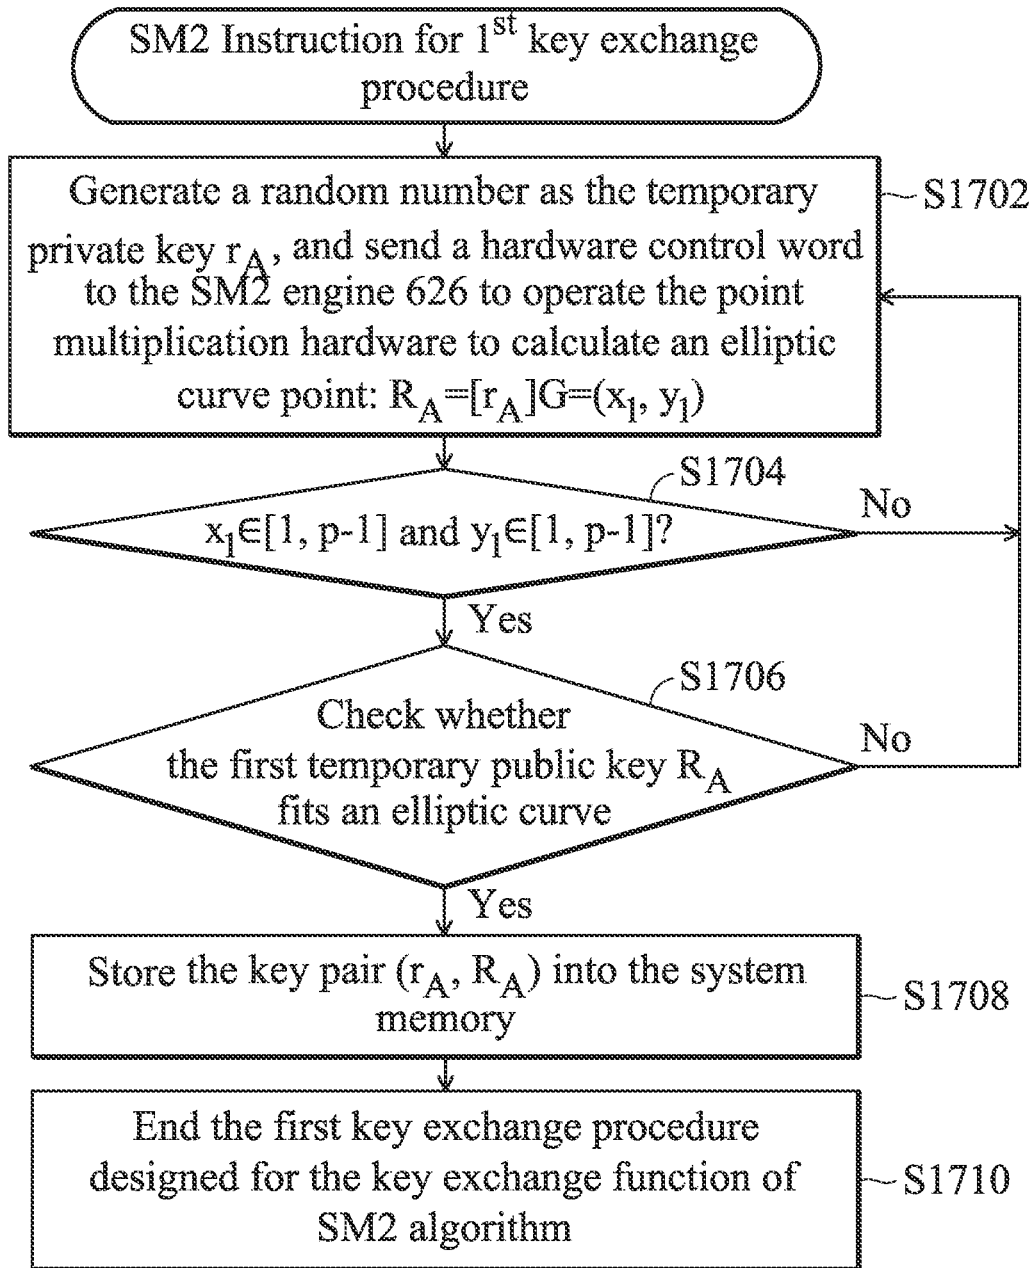 SM2 Instruction for 1st key exchange
procedure
Generate a random number as the temporary
private key rA, and send a hardware control word
to the SM2 engine 626 to operate the point
multiplication hardware to calculate an elliptic
curve point: RA=[rA]G=(x1, y1)
S1702
S1704
x1∈[1, p-1] and y1∈[1, p-1]?
No
Yes
S1706
Check whether
the first temporary public key RA
fits an elliptic curve
No
Yes
Store the key pair (rA, RA) into the system
memory
S1708
End the first key exchange procedure
designed for the key exchange function of
SM2 algorithm
S1710